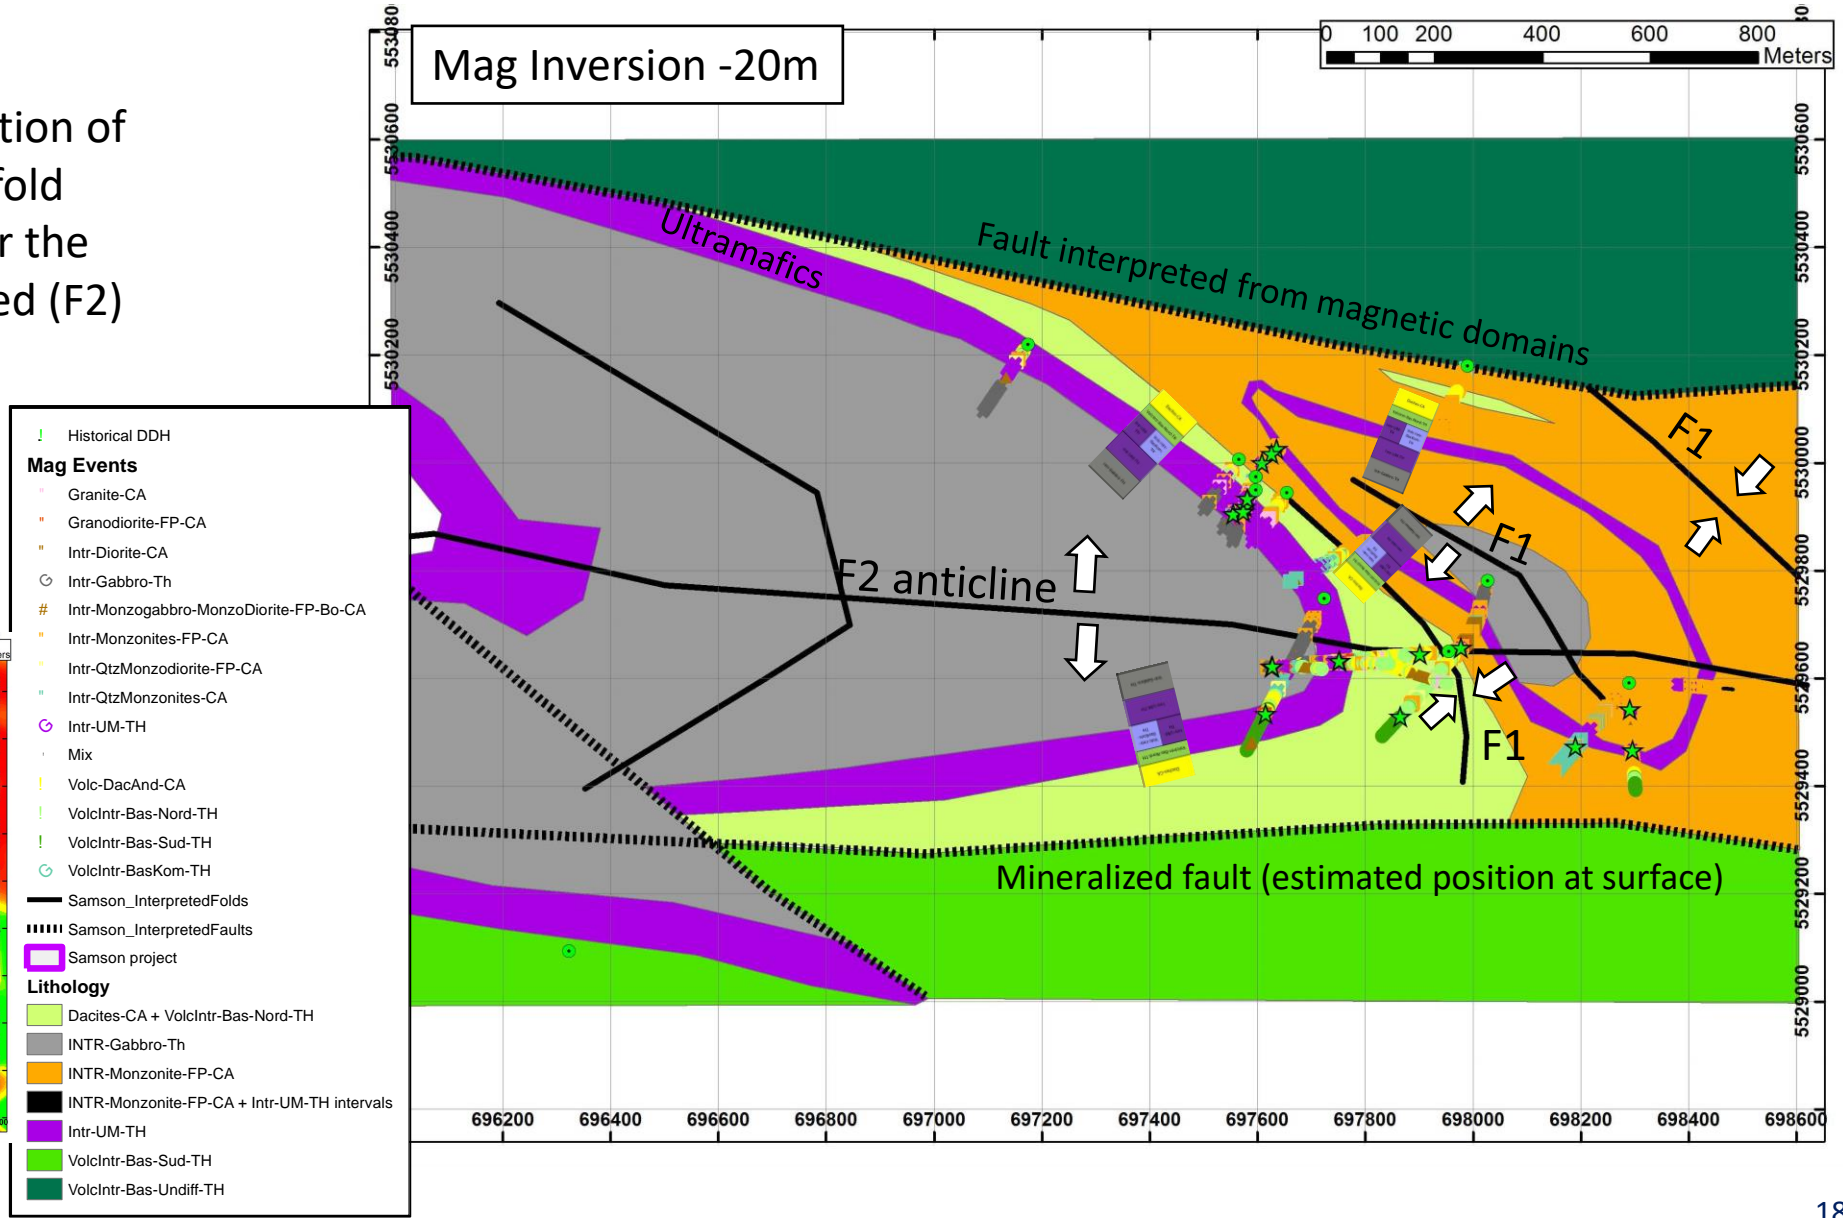 Mag Inversion -20m
0 100 200 400 600 800
Meters
tion of
fold
r the
ed (F2)
553080
5530600
5530400
5530200
5530600
5530400
5530200
5530000
5529800
5529600
5529400
5529200
5529000
Ultramafics
Fault interpreted from magnetic domains
F1
F1
F2 anticline
F1
Mineralized fault (estimated position at surface)
Historical DDH
Mag Events
Granite-CA
Granodiorite-FP-CA
Intr-Diorite-CA
Intr-Gabbro-Th
Intr-Monzogabbro-MonzoDiorite-FP-Bo-CA
Intr-Monzonites-FP-CA
Intr-QtzMonzodiorite-FP-CA
Intr-QtzMonzonites-CA
Intr-UM-TH
Mix
Volc-DacAnd-CA
VolcIntr-Bas-Nord-TH
VolcIntr-Bas-Sud-TH
VolcIntr-BasKom-TH
Samson_InterpretedFolds
Samson_InterpretedFaults
Samson project
Lithology
Dacites-CA + VolcIntr-Bas-Nord-TH
INTR-Gabbro-Th
INTR-Monzonite-FP-CA
INTR-Monzonite-FP-CA + Intr-UM-TH intervals
Intr-UM-TH
VolcIntr-Bas-Sud-TH
VolcIntr-Bas-Undiff-TH
696200 696400 696600 696800 697000 697200 697400 697600 697800 698000 698200 698400 698600
18